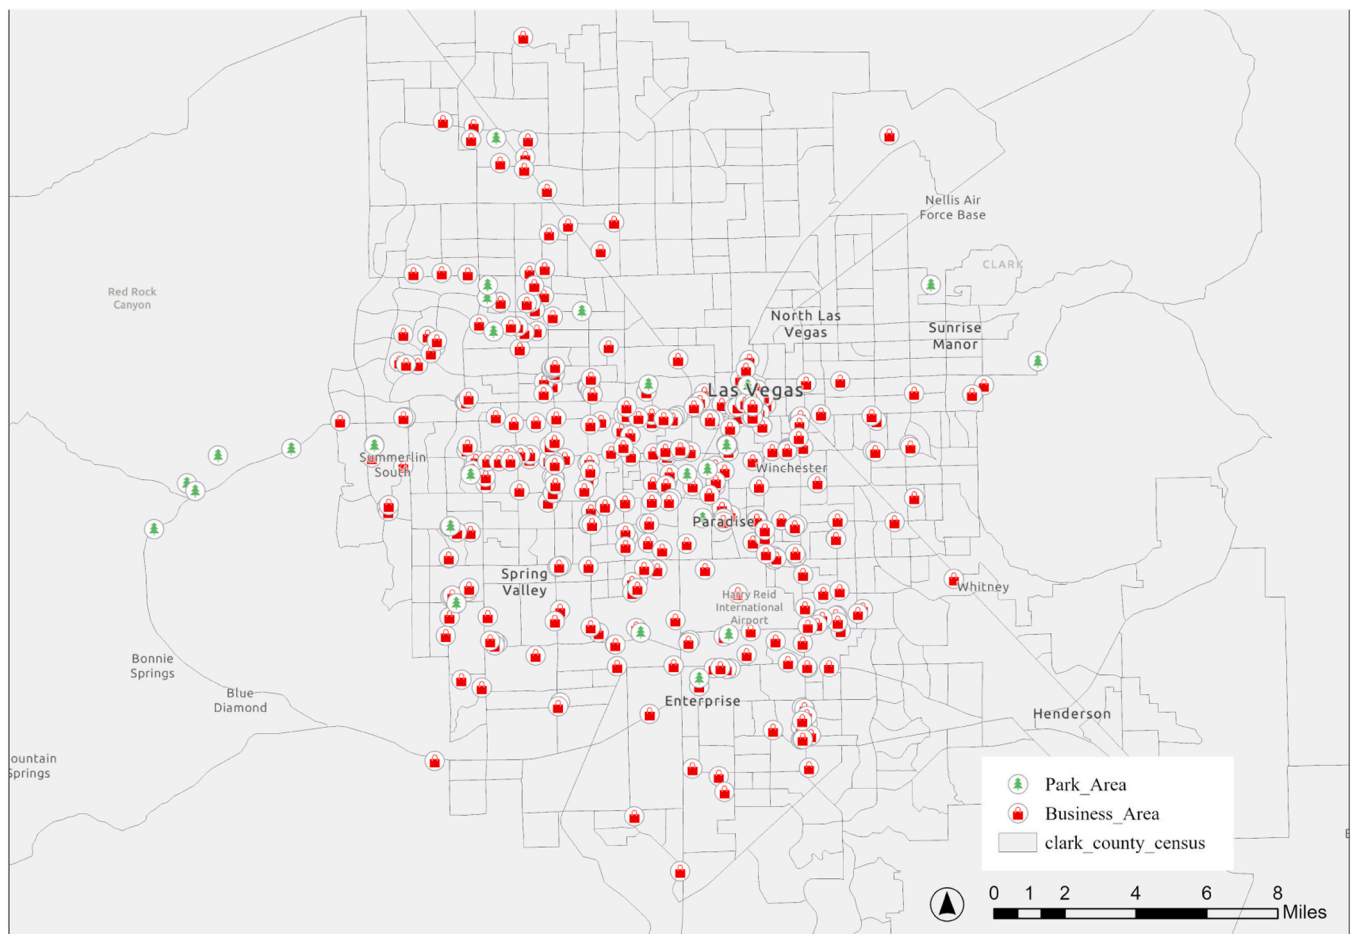 Nellis Air
Force Base
CLARK
Red Rock
Canyon
North Las
Vegas
Sunrise
Manor
Las Vegas
Summerlin
South
Winchester
Paradise
Spring
Valley
Whitney
Harry Reid
International
Airport
Bonnie
Springs
Blue
Diamond
Enterprise
Henderson
ountain
Springs
Park_Area
Business_Area
clark_county_census
0 1 2 4 6 8
Miles